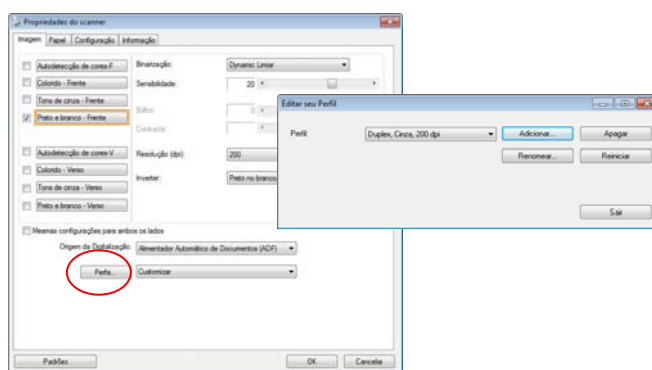 Propriedades do scanner
Imagem Papel Configuração Informação
Autodetecção de cores-F
Colorido - Frente
Tons de cinza - Frente
Preto e branco - Frente
Autodetecção de cores-V
Colorido - Verso
Tons de cinza - Verso
Preto e branco - Verso
Binarização: Dynamic Limiar
Sensibilidade: 20
Brilho: 0
Contraste:
Resolução (dpi): 200
Inverter: Preto no branco
Mesmas configurações para ambos os lados
Origem da Digitalização: Alimentador Automático de Documentos (ADF)
Perfis... Customizar
Padrões OK Cancelar
Editar seu Perfil
Perfil: Duplex, Cinza, 200 dpi Adicionar... Apagar
Renomear... Reiniciar
Sair